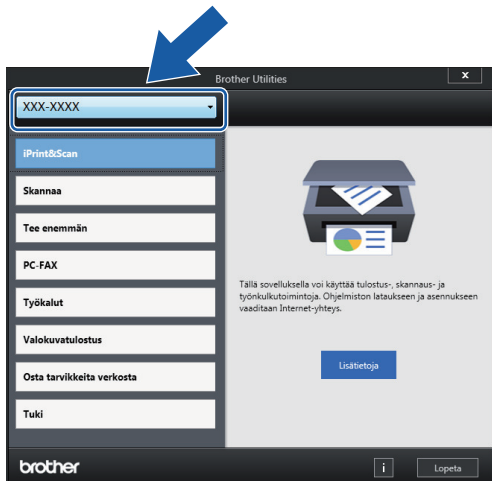 Brother Utilities
x
XXX-XXXX
iPrint&Scan
Skannaa
Tee enemmän
PC-FAX
Työkalut
Valokuvatulostus
Osta tarvikkeita verkosta
Tuki
Tällä sovelluksella voi käyttää tulostus-, skannaus- ja
työnkulkutoimintoja. Ohjelmiston lataukseen ja asennukseen
vaaditaan Internet-yhteys.
Lisätietoja
brother
i
Lopeta